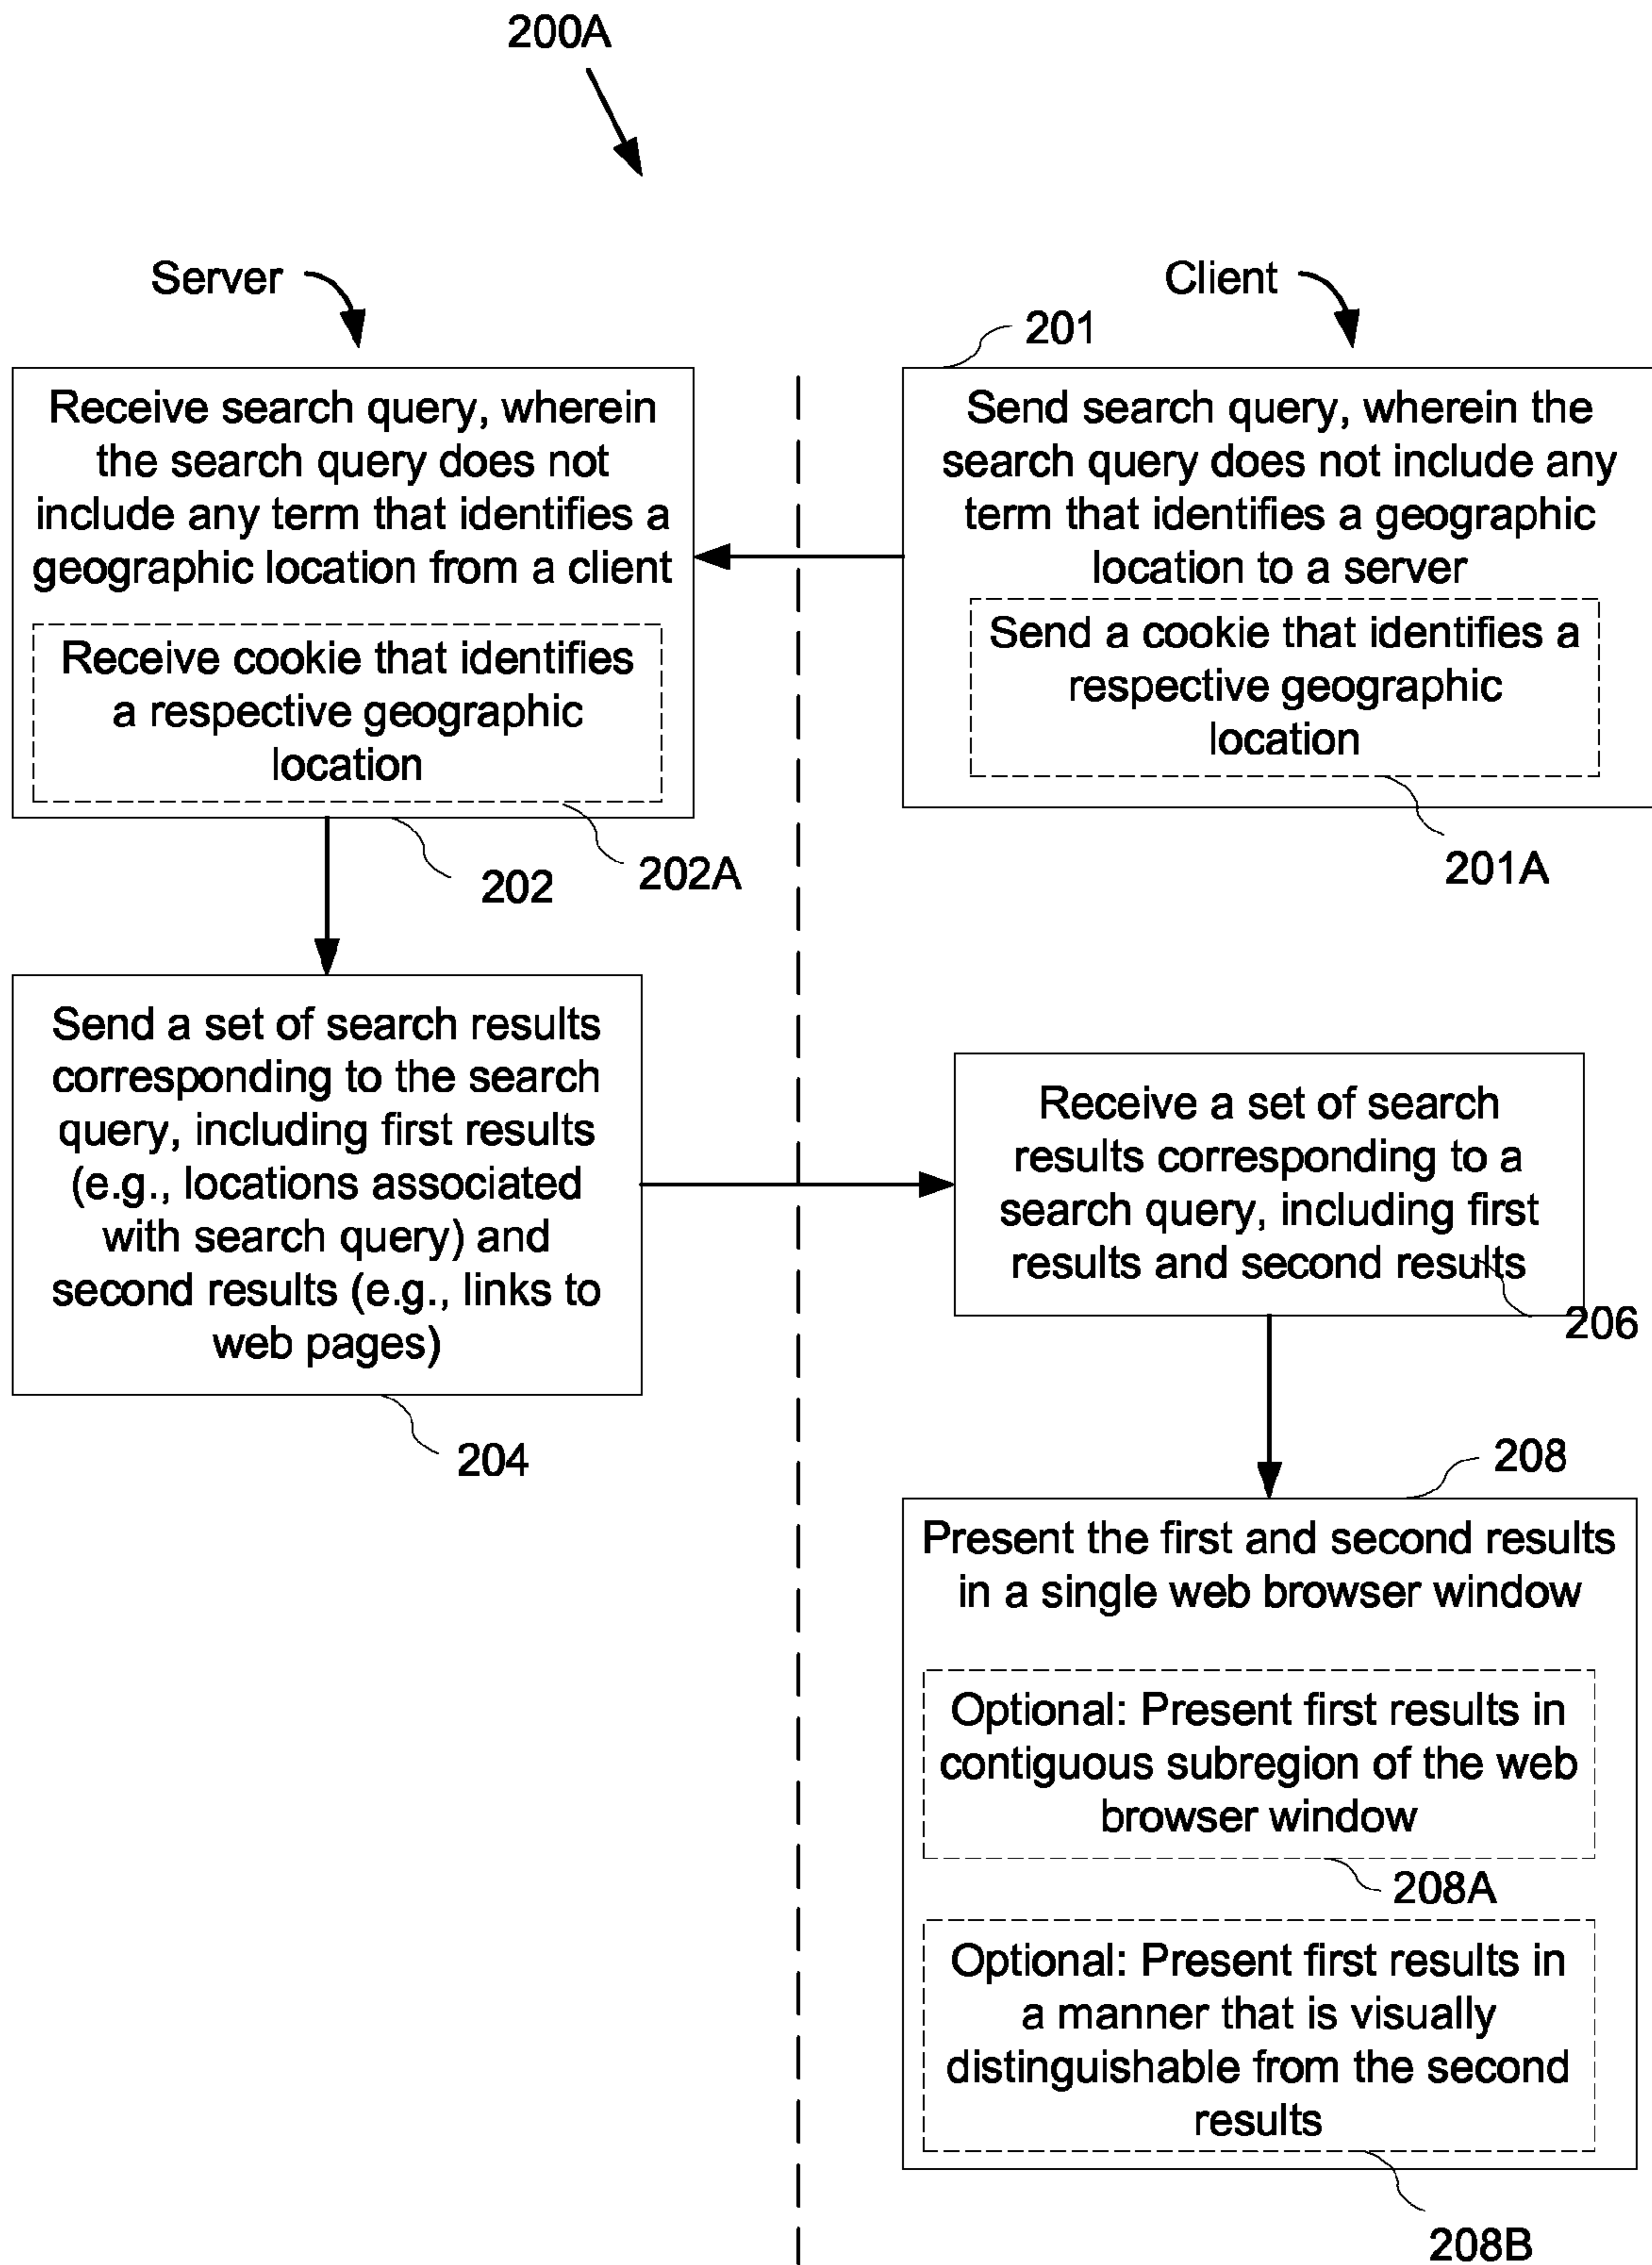 200A
Server
Client
201
Receive search query, wherein
the search query does not
include any term that identifies a
geographic location from a client
Receive cookie that identifies
a respective geographic
location
202
202A
Send search query, wherein the
search query does not include any
term that identifies a geographic
location to a server
Send a cookie that identifies a
respective geographic
location
201A
Send a set of search results
corresponding to the search
query, including first results
(e.g., locations associated
with search query) and
second results (e.g., links to
web pages)
204
Receive a set of search
results corresponding to a
search query, including first
results and second results
206
208
Present the first and second results
in a single web browser window
Optional: Present first results in
contiguous subregion of the web
browser window
208A
Optional: Present first results in
a manner that is visually
distinguishable from the second
results
208B